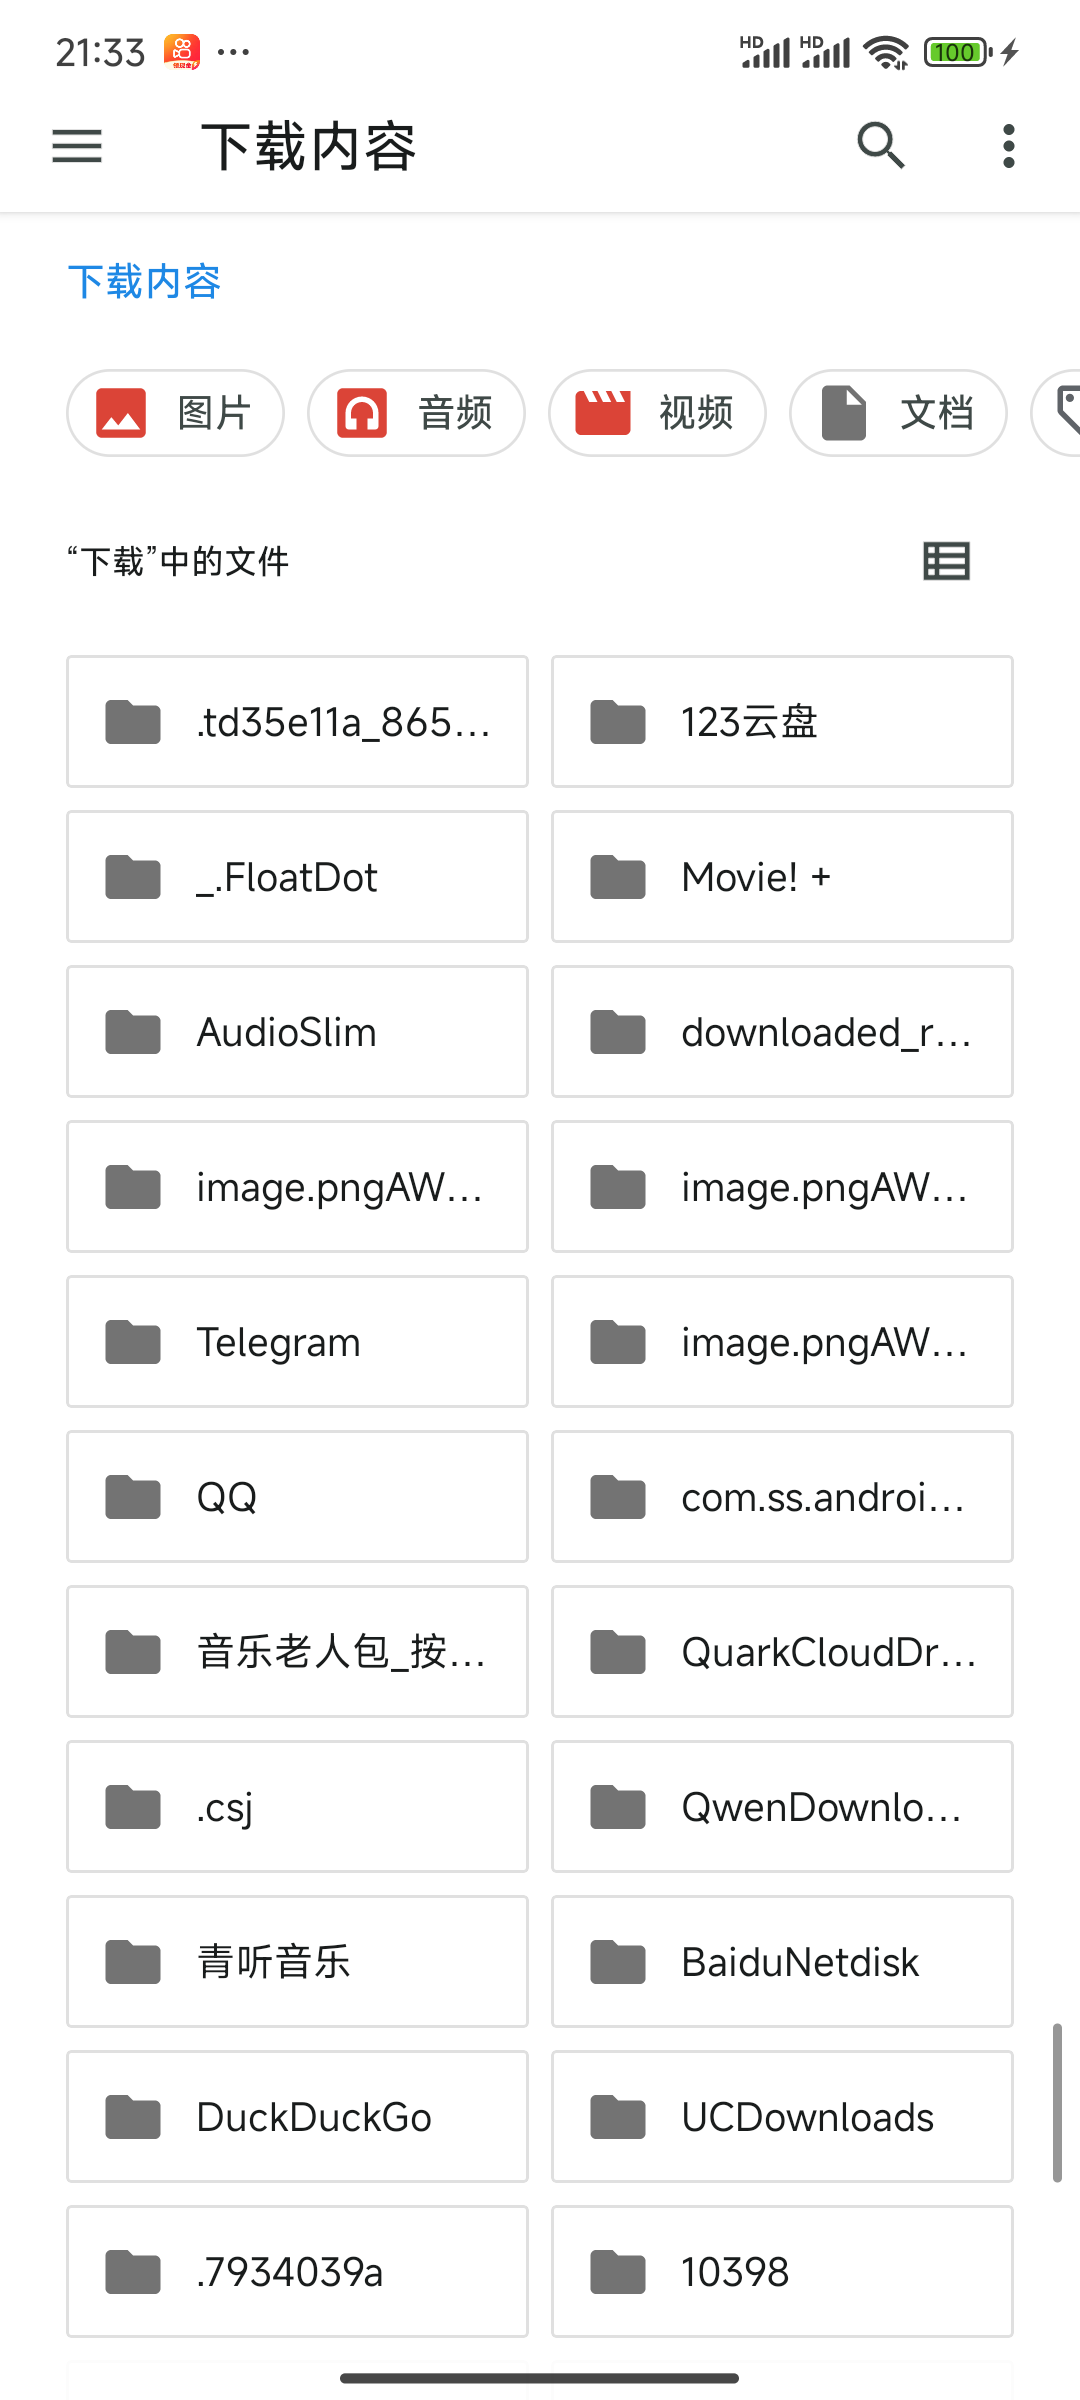 21:33 ... HD HD 100
下载内容
下载内容
图片 音频 视频 文档
“下载”中的文件
.td35e11a_865... 123云盘
_.FloatDot Movie! +
AudioSlim downloaded_r...
image.pngAW... image.pngAW...
Telegram image.pngAW...
QQ com.ss.androi...
音乐老人包_按... QuarkCloudDr...
.csj QwenDownlo...
青听音乐 BaiduNetdisk
DuckDuckGo UCDownloads
.7934039a 10398